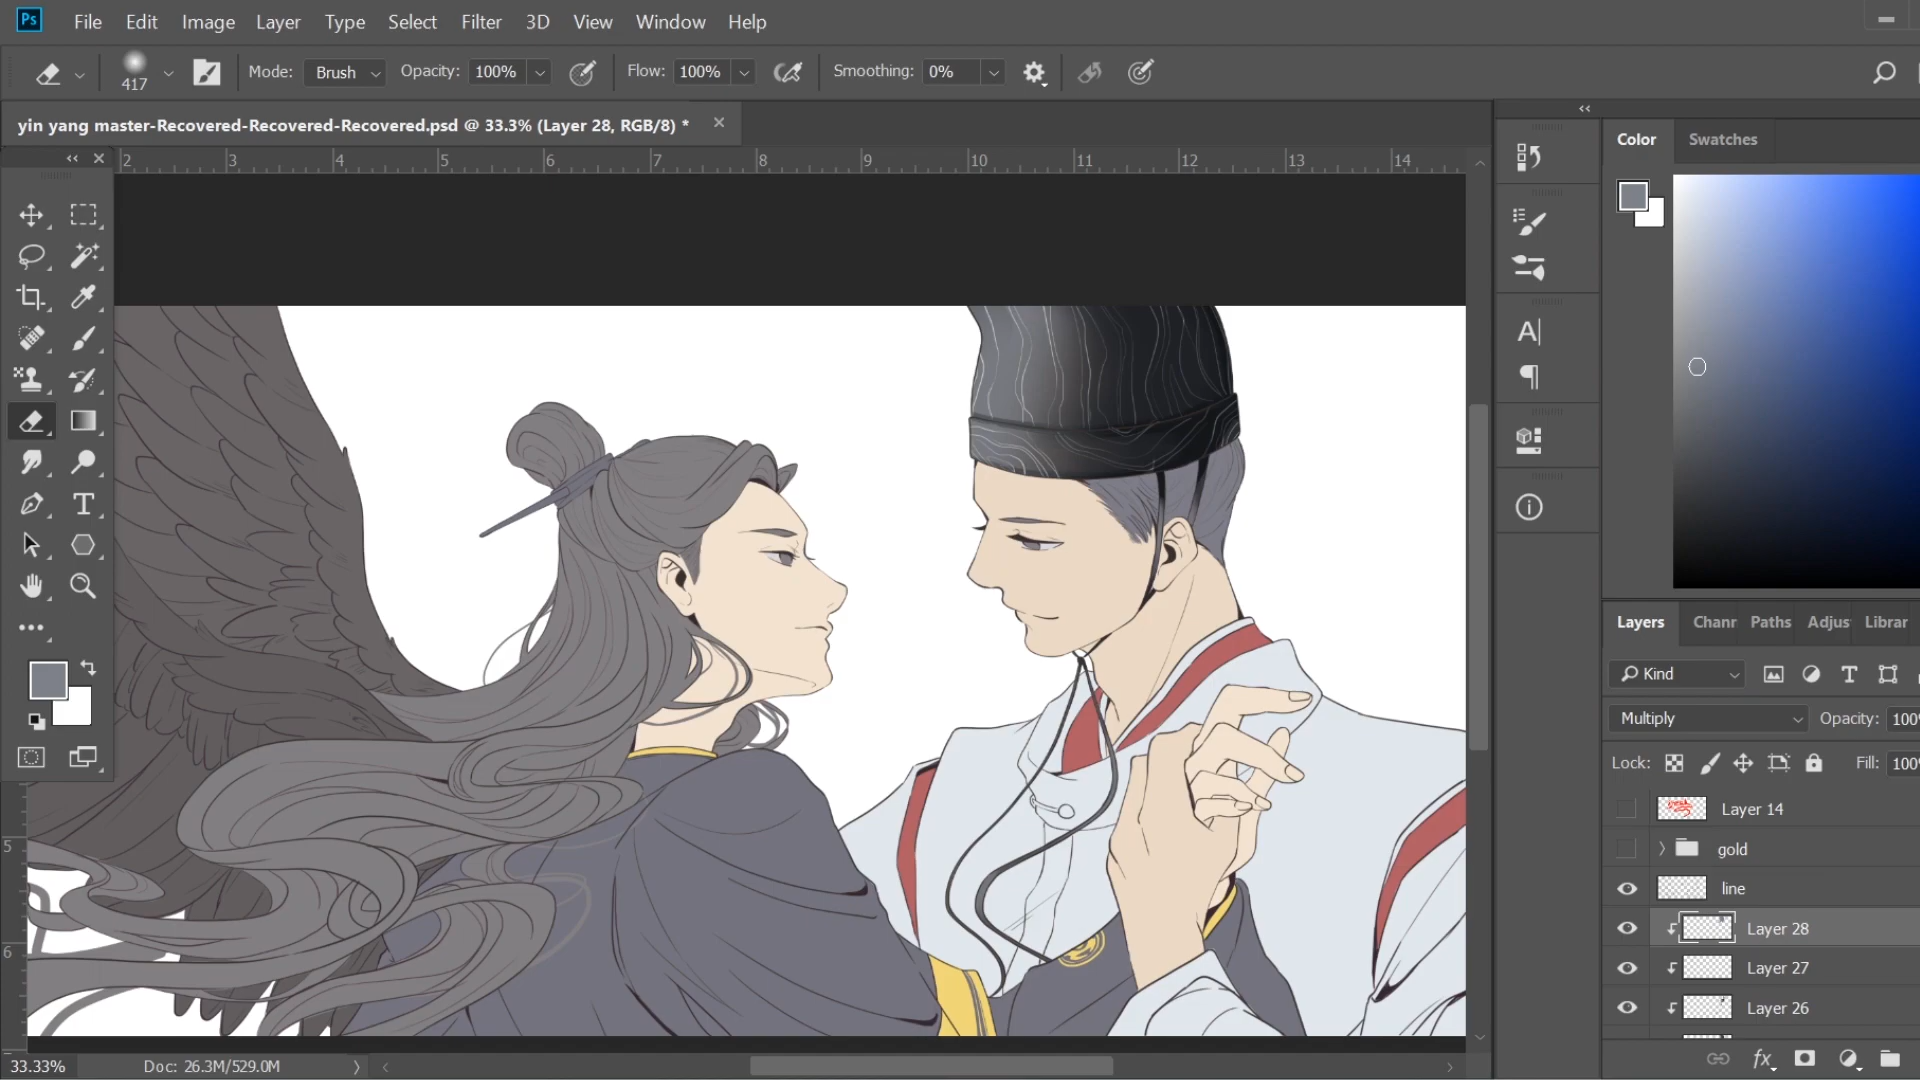 Ps File Edit Image Layer Type Select Filter 3D View Window Help
417 Mode: Brush Opacity: 100% Flow: 100% Smoothing: 0%
yin yang master-Recovered-Recovered-Recovered.psd @ 33.3% (Layer 28, RGB/8) *
2 3 4 5 6 7 8 9 10 11 12 13 14
Color Swatches
Layers Chanr Paths Adjus Librar
Kind
Multiply Opacity: 100
Lock: Fill: 100
Layer 14
gold
line
Layer 28
Layer 27
Layer 26
fx
5
6
33.33% Doc: 26.3M/529.0M